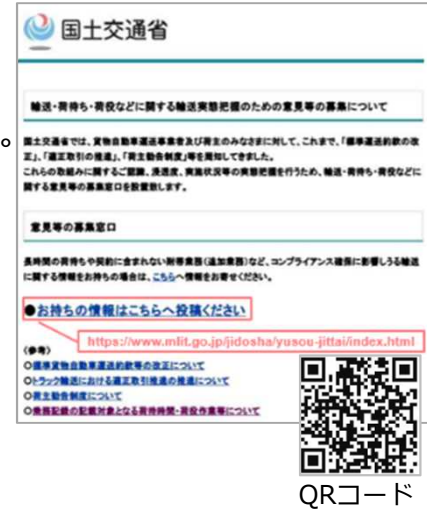 国土交通省
輸送・荷待ち・荷役などに関する輸送実態把握のための意見等の募集について
。
国土交通省では、貨物自動車運送事業者及び荷主のみなさまに対して、これまで、「標準運送約款の改
正」、「適正取引の推進」、「荷主勧告制度」等を周知してきました。
これらの取組みに関するご認識、浸透度、実施状況等の実態把握を行うため、輸送・荷待ち・荷役などに
関する意見等の募集窓口を設置致します。
意見等の募集窓口
長時間の荷待ちや契約に含まれない附帯業務(追加業務)など、コンプライアンス確保に影響しうる輸送
に関する情報をお持ちの場合は、こちらへ情報をお寄せください。
●お持ちの情報はこちらへ投稿ください
https://www.mlit.go.jp/jidosha/yusou-jittai/index.html
(参考)
○標準貨物自動車運送約款等の改正について
○トラック輸送における適正取引推進の推進について
○荷主勧告制度について
○乗務記録の記載対象となる荷待時間・荷役作業等について
QRコード